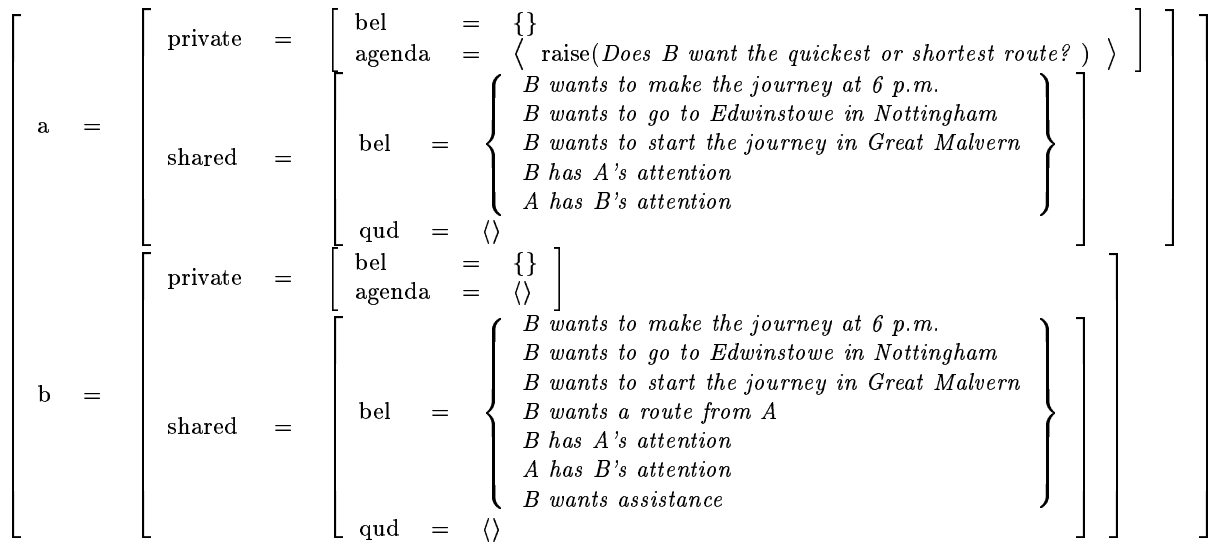 private = [ bel = {}
agenda = ⟨ raise(Does B want the quickest or shortest route? ) ⟩ ]
a =
shared = [ bel = { B wants to make the journey at 6 p.m.
B wants to go to Edwinstowe in Nottingham
B wants to start the journey in Great Malvern
B has A's attention
A has B's attention }
qud = ⟨⟩ ]
private = [ bel = {}
agenda = ⟨⟩ ]
b =
shared = [ bel = { B wants to make the journey at 6 p.m.
B wants to go to Edwinstowe in Nottingham
B wants to start the journey in Great Malvern
B wants a route from A
B has A's attention
A has B's attention
B wants assistance }
qud = ⟨⟩ ]